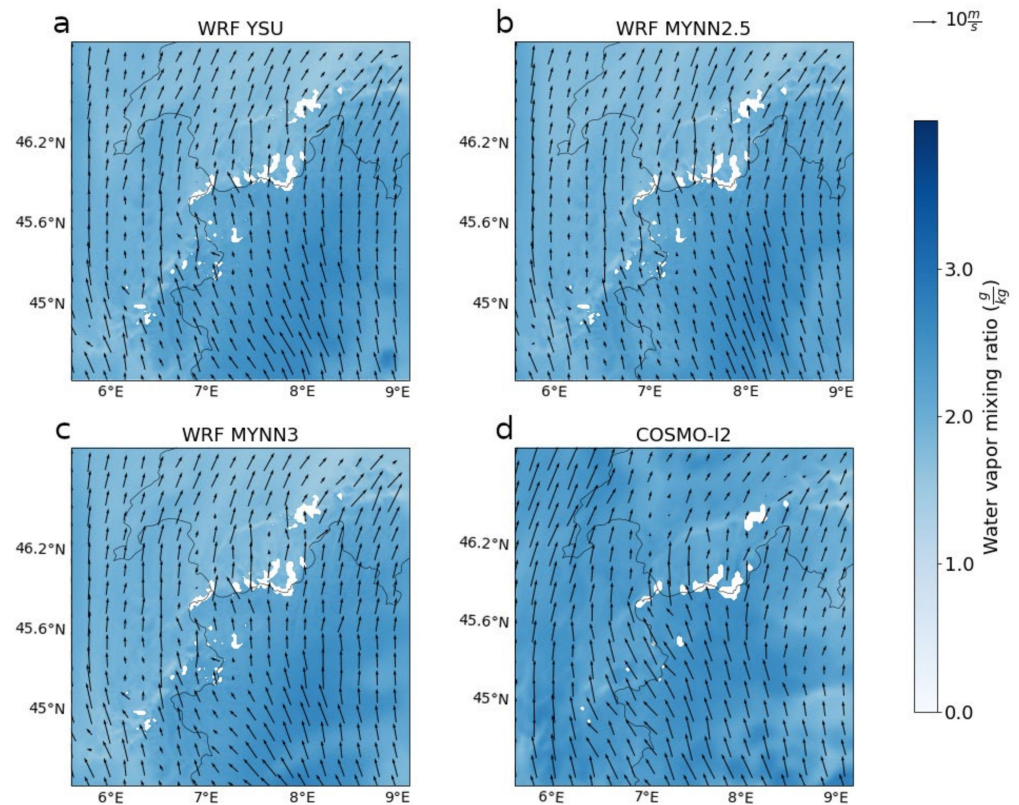 a
WRF YSU
b
WRF MYNN2.5
10 m/s
46.2°N
45.6°N
45°N
6°E 7°E 8°E 9°E
46.2°N
45.6°N
45°N
6°E 7°E 8°E 9°E
c
WRF MYNN3
d
COSMO-I2
46.2°N
45.6°N
45°N
6°E 7°E 8°E 9°E
46.2°N
45.6°N
45°N
6°E 7°E 8°E 9°E
3.0
2.0
1.0
0.0
Water vapor mixing ratio (g/kg)